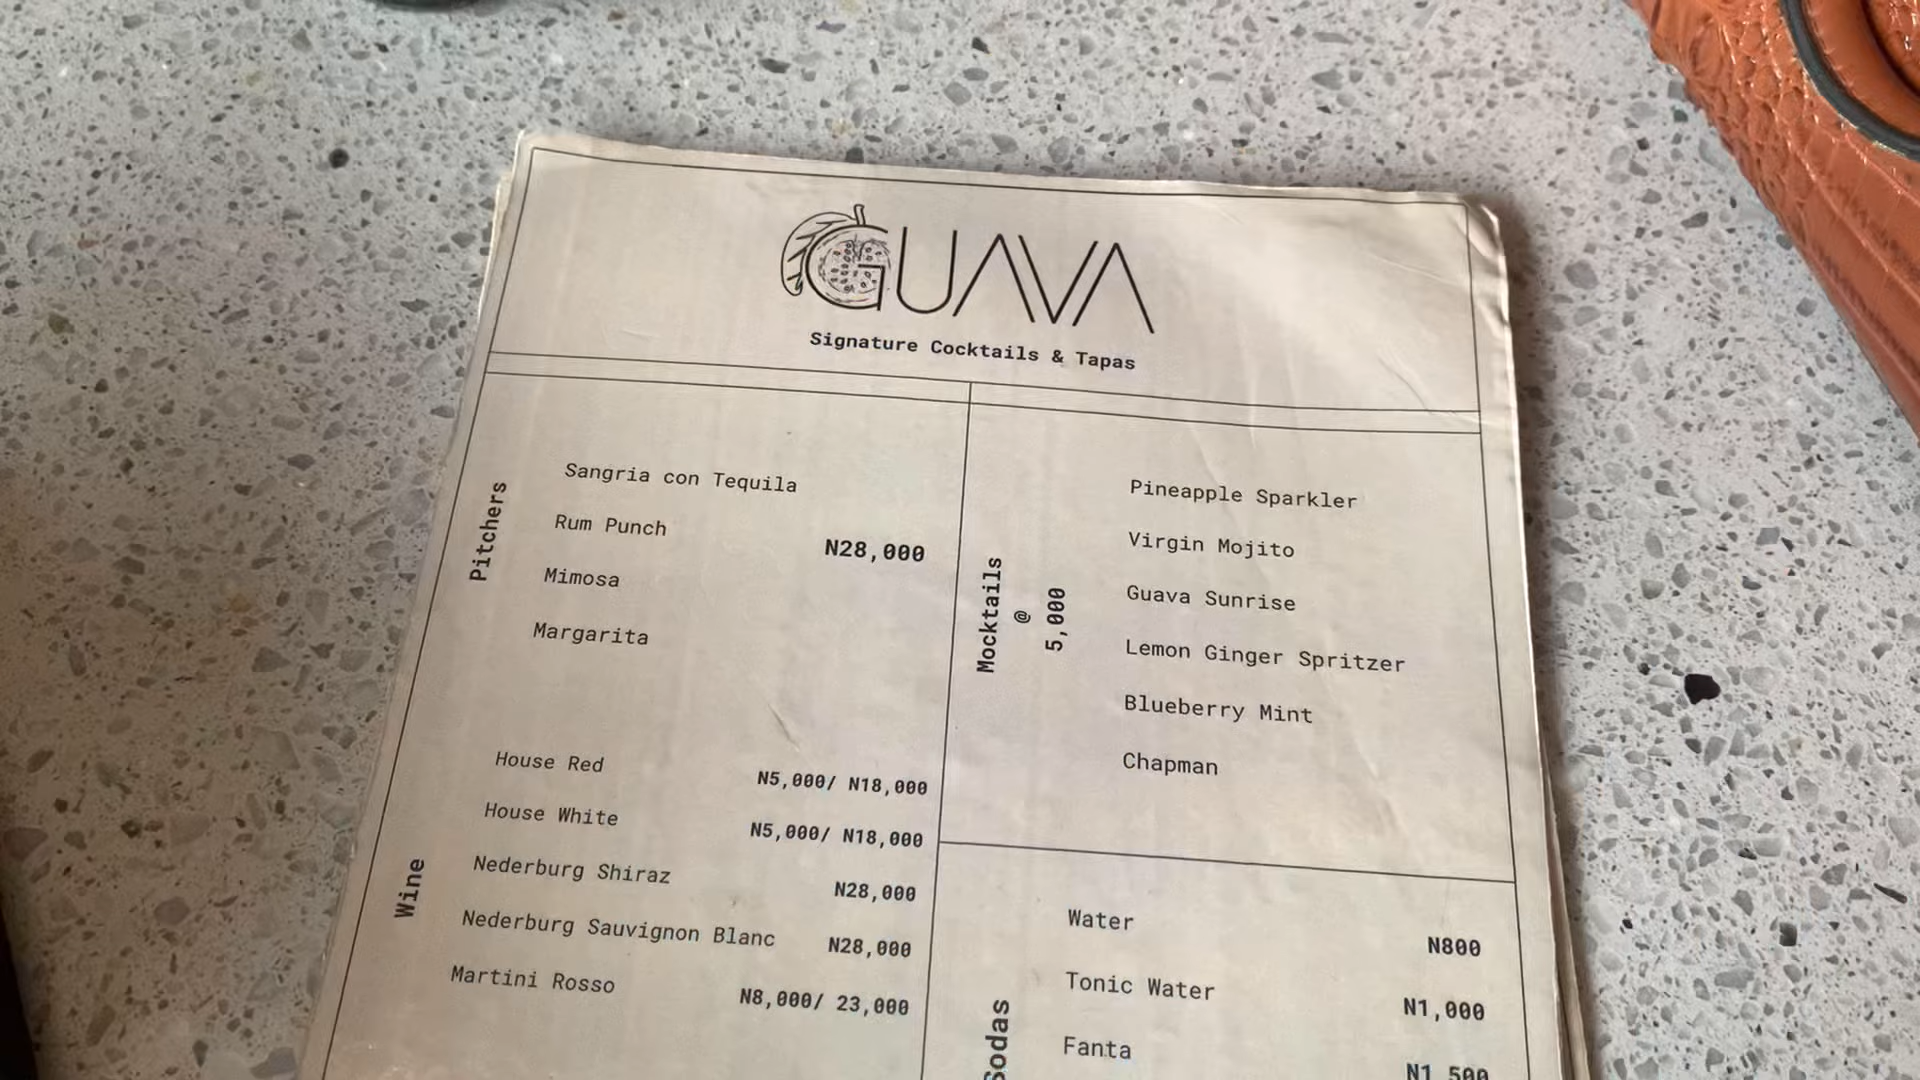 GUAVA
Signature Cocktails & Tapas
Pitchers
Sangria con Tequila
Rum Punch
N28,000
Mimosa
Margarita
Wine
House Red N5,000/ N18,000
House White N5,000/ N18,000
Nederburg Shiraz N28,000
Nederburg Sauvignon Blanc N28,000
Martini Rosso N8,000/ 23,000
Mocktails
@
5,000
Pineapple Sparkler
Virgin Mojito
Guava Sunrise
Lemon Ginger Spritzer
Blueberry Mint
Chapman
Sodas
Water N800
Tonic Water N1,000
Fanta N1,500